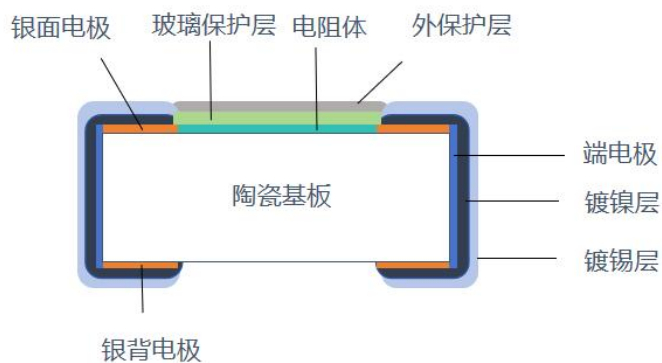 银面电极
玻璃保护层
电阻体
外保护层
端电极
陶瓷基板
镀镍层
镀锡层
银背电极